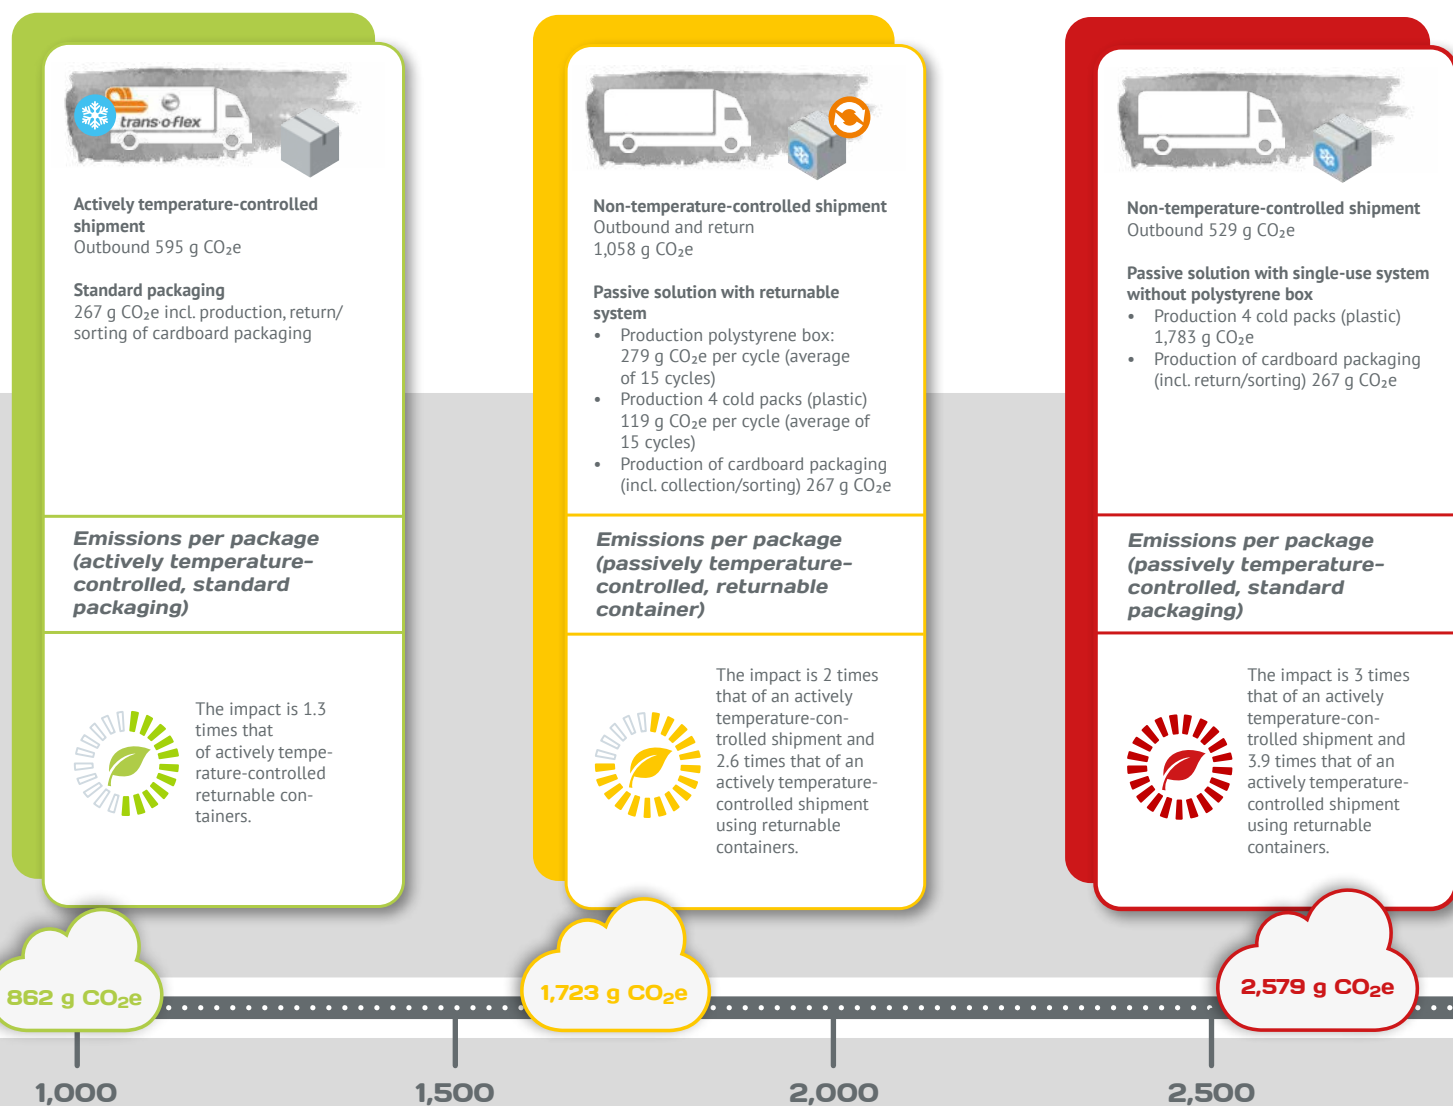 trans-o-flex
Actively temperature-controlled
shipment
Outbound 595 g CO₂e
Standard packaging
267 g CO₂e incl. production, return/
sorting of cardboard packaging
Emissions per package
(actively temperature-
controlled, standard
packaging)
The impact is 1.3
times that
of actively tempe-
rature-controlled
returnable con-
tainers.
862 g CO₂e
Non-temperature-controlled shipment
Outbound and return
1,058 g CO₂e
Passive solution with returnable
system
• Production polystyrene box:
279 g CO₂e per cycle (average
of 15 cycles)
• Production 4 cold packs (plastic)
119 g CO₂e per cycle (average of
15 cycles)
• Production of cardboard packaging
(incl. collection/sorting) 267 g CO₂e
Emissions per package
(passively temperature-
controlled, returnable
container)
The impact is 2 times
that of an actively
temperature-con-
trolled shipment and
2.6 times that of an
actively temperature-
controlled shipment
using returnable
containers.
1,723 g CO₂e
Non-temperature-controlled shipment
Outbound 529 g CO₂e
Passive solution with single-use system
without polystyrene box
• Production 4 cold packs (plastic)
1,783 g CO₂e
• Production of cardboard packaging
(incl. return/sorting) 267 g CO₂e
Emissions per package
(passively temperature-
controlled, standard
packaging)
The impact is 3 times
that of an actively
temperature-con-
trolled shipment and
3.9 times that of an
actively temperature-
controlled shipment
using returnable
containers.
2,579 g CO₂e
1,000
1,500
2,000
2,500